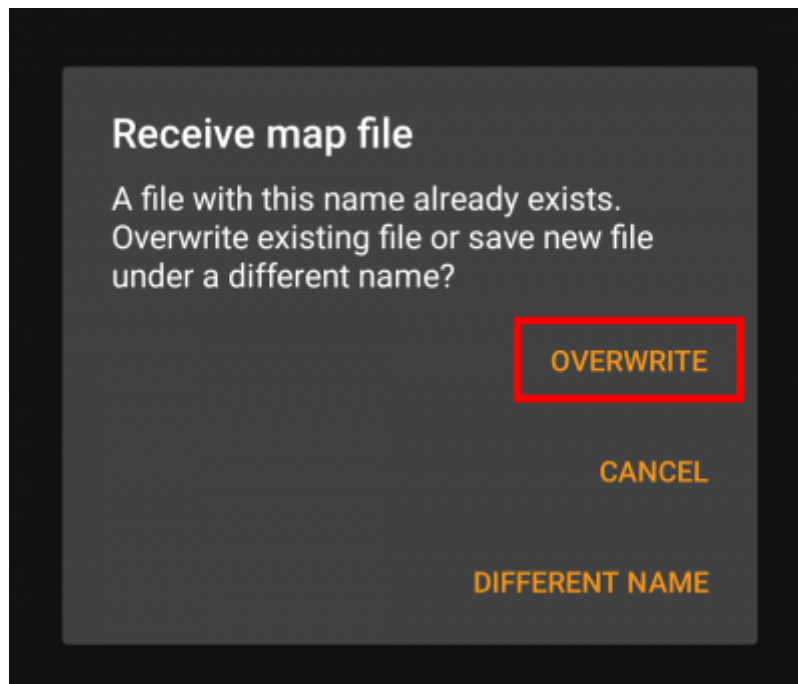 Receive map file
A file with this name already exists.
Overwrite existing file or save new file
under a different name?
OVERWRITE
CANCEL
DIFFERENT NAME